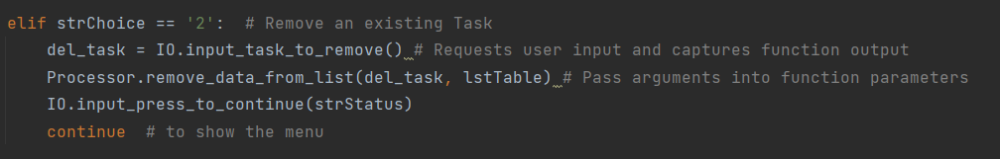 elif strChoice == '2':  # Remove an existing Task
    del_task = IO.input_task_to_remove() # Requests user input and captures function output
    Processor.remove_data_from_list(del_task, lstTable) # Pass arguments into function parameters
    IO.input_press_to_continue(strStatus)
    continue  # to show the menu